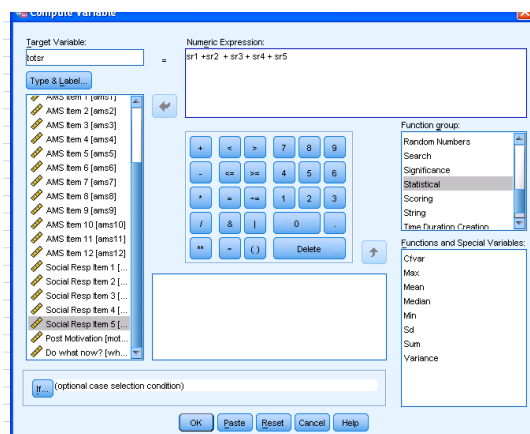 Compute Variable
Target Variable:
totsr
=
Numeric Expression:
sr1 +sr2 + sr3 + sr4 + sr5
Type & Label...
AMS Item 1 [ams1]
AMS Item 2 [ams2]
AMS Item 3 [ams3]
AMS Item 4 [ams4]
AMS Item 5 [ams5]
AMS Item 6 [ams6]
AMS Item 7 [ams7]
AMS Item 8 [ams8]
AMS Item 9 [ams9]
AMS Item 10 [ams10]
AMS Item 11 [ams11]
AMS Item 12 [ams12]
Social Resp Item 1 [...
Social Resp Item 2 [...
Social Resp Item 3 [...
Social Resp Item 4 [...
Social Resp Item 5 [...
Post Motivation [mot...
Do what now? [wh...
+ < > 7 8 9
- <= >= 4 5 6
* = ~= 1 2 3
/ & | 0 .
** ~ ( ) Delete
Function group:
Random Numbers
Search
Significance
Statistical
Scoring
String
Time Duration Creation
Functions and Special Variables:
Cfvar
Max
Mean
Median
Min
Sd
Sum
Variance
If... (optional case selection condition)
OK Paste Reset Cancel Help